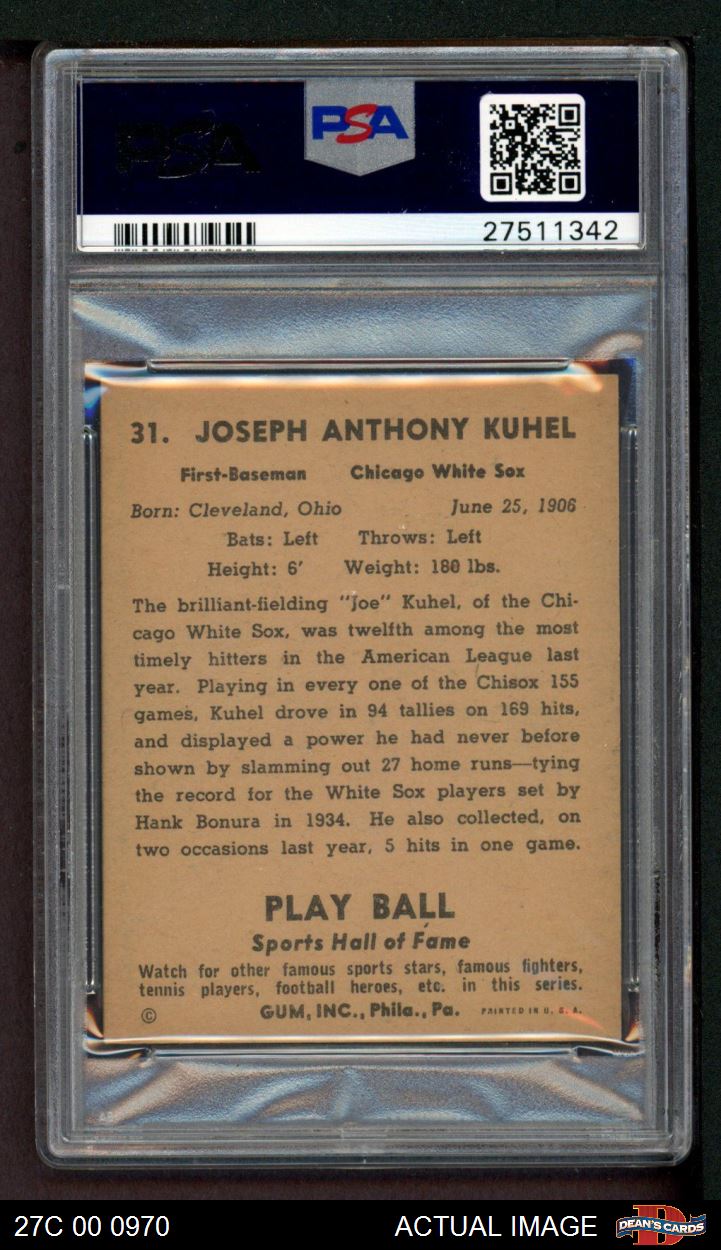 PSA
PSA
27511342
31. JOSEPH ANTHONY KUHEL
First-Baseman Chicago White Sox
Born: Cleveland, Ohio June 25, 1906
Bats: Left Throws: Left
Height: 6' Weight: 180 lbs.
The brilliant-fielding "Joe" Kuhel, of the Chi-
cago White Sox, was twelfth among the most
timely hitters in the American League last
year. Playing in every one of the Chisox 155
games, Kuhel drove in 94 tallies on 169 hits,
and displayed a power he had never before
shown by slamming out 27 home runs—tying
the record for the White Sox players set by
Hank Bonura in 1934. He also collected, on
two occasions last year, 5 hits in one game.
PLAY BALL
Sports Hall of Fame
Watch for other famous sports stars, famous fighters,
tennis players, football heroes, etc. in this series.
© GUM, INC., Phila., Pa. PRINTED IN U. S. A.
27C 00 0970 ACTUAL IMAGE DEAN'S CARDS